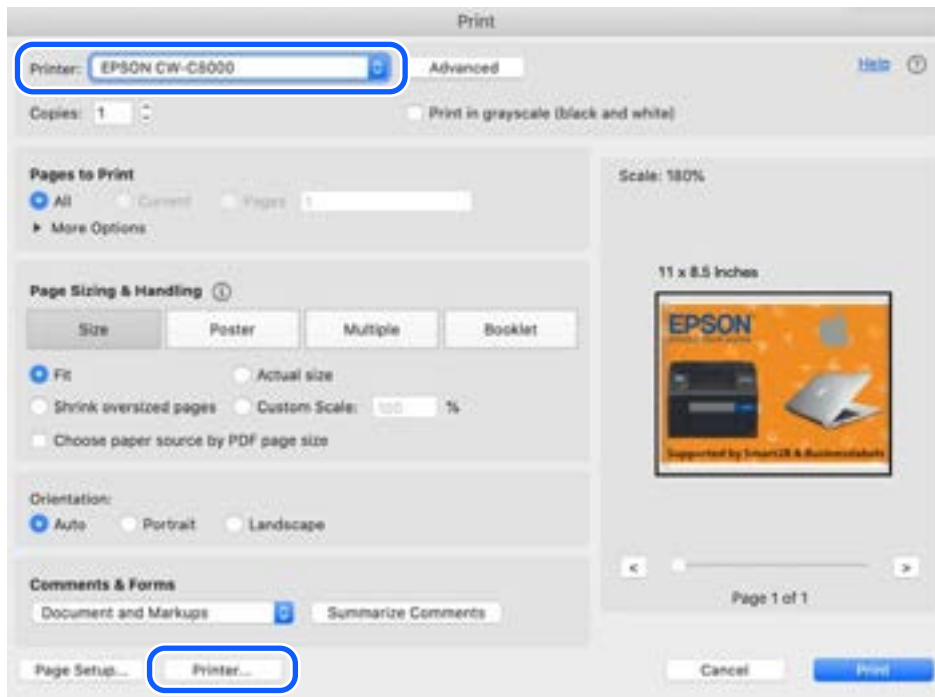 Print
Printer: EPSON CW-C6000 Advanced Help ?
Copies: 1 Print in grayscale (black and white)
Pages to Print
All Current Pages 1
More Options
Scale: 180%
11 x 8.5 Inches
Page Sizing & Handling i
Size Poster Multiple Booklet
Fit Actual size
Shrink oversized pages Custom Scale: 100 %
Choose paper source by PDF page size
EPSON
Supported by Smart2B & Businesslabels
Orientation:
Auto Portrait Landscape
< >
Page 1 of 1
Comments & Forms
Document and Markups Summarize Comments
Page Setup... Printer... Cancel Print